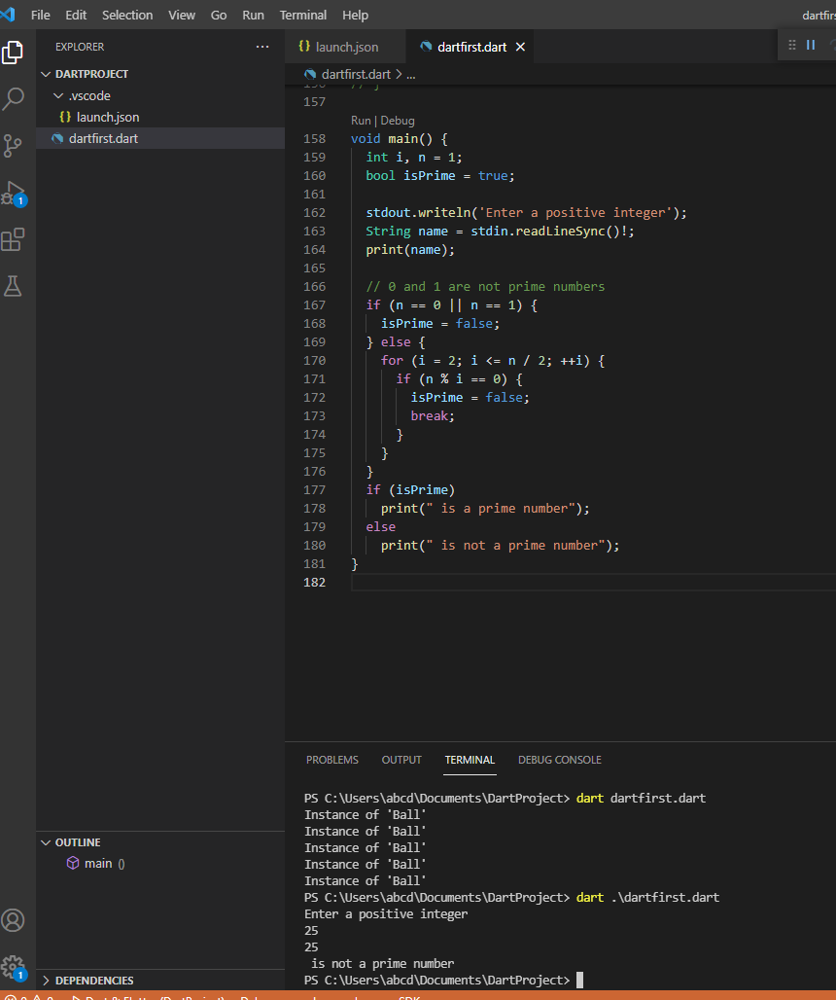 File Edit Selection View Go Run Terminal Help
dartfirs
EXPLORER ...
DARTPROJECT
.vscode
{} launch.json
dartfirst.dart
1
{} launch.json dartfirst.dart
dartfirst.dart > ...
157
Run | Debug
158 void main() {
159 int i, n = 1;
160 bool isPrime = true;
161
162 stdout.writeln('Enter a positive integer');
163 String name = stdin.readLineSync()!;
164 print(name);
165
166 // 0 and 1 are not prime numbers
167 if (n == 0 || n == 1) {
168 isPrime = false;
169 } else {
170 for (i = 2; i <= n / 2; ++i) {
171 if (n % i == 0) {
172 isPrime = false;
173 break;
174 }
175 }
176 }
177 if (isPrime)
178 print(" is a prime number");
179 else
180 print(" is not a prime number");
181 }
182
PROBLEMS OUTPUT TERMINAL DEBUG CONSOLE
PS C:\Users\abcd\Documents\DartProject> dart dartfirst.dart
Instance of 'Ball'
Instance of 'Ball'
Instance of 'Ball'
Instance of 'Ball'
Instance of 'Ball'
PS C:\Users\abcd\Documents\DartProject> dart .\dartfirst.dart
Enter a positive integer
25
25
is not a prime number
PS C:\Users\abcd\Documents\DartProject>
OUTLINE
main ()
DEPENDENCIES
1